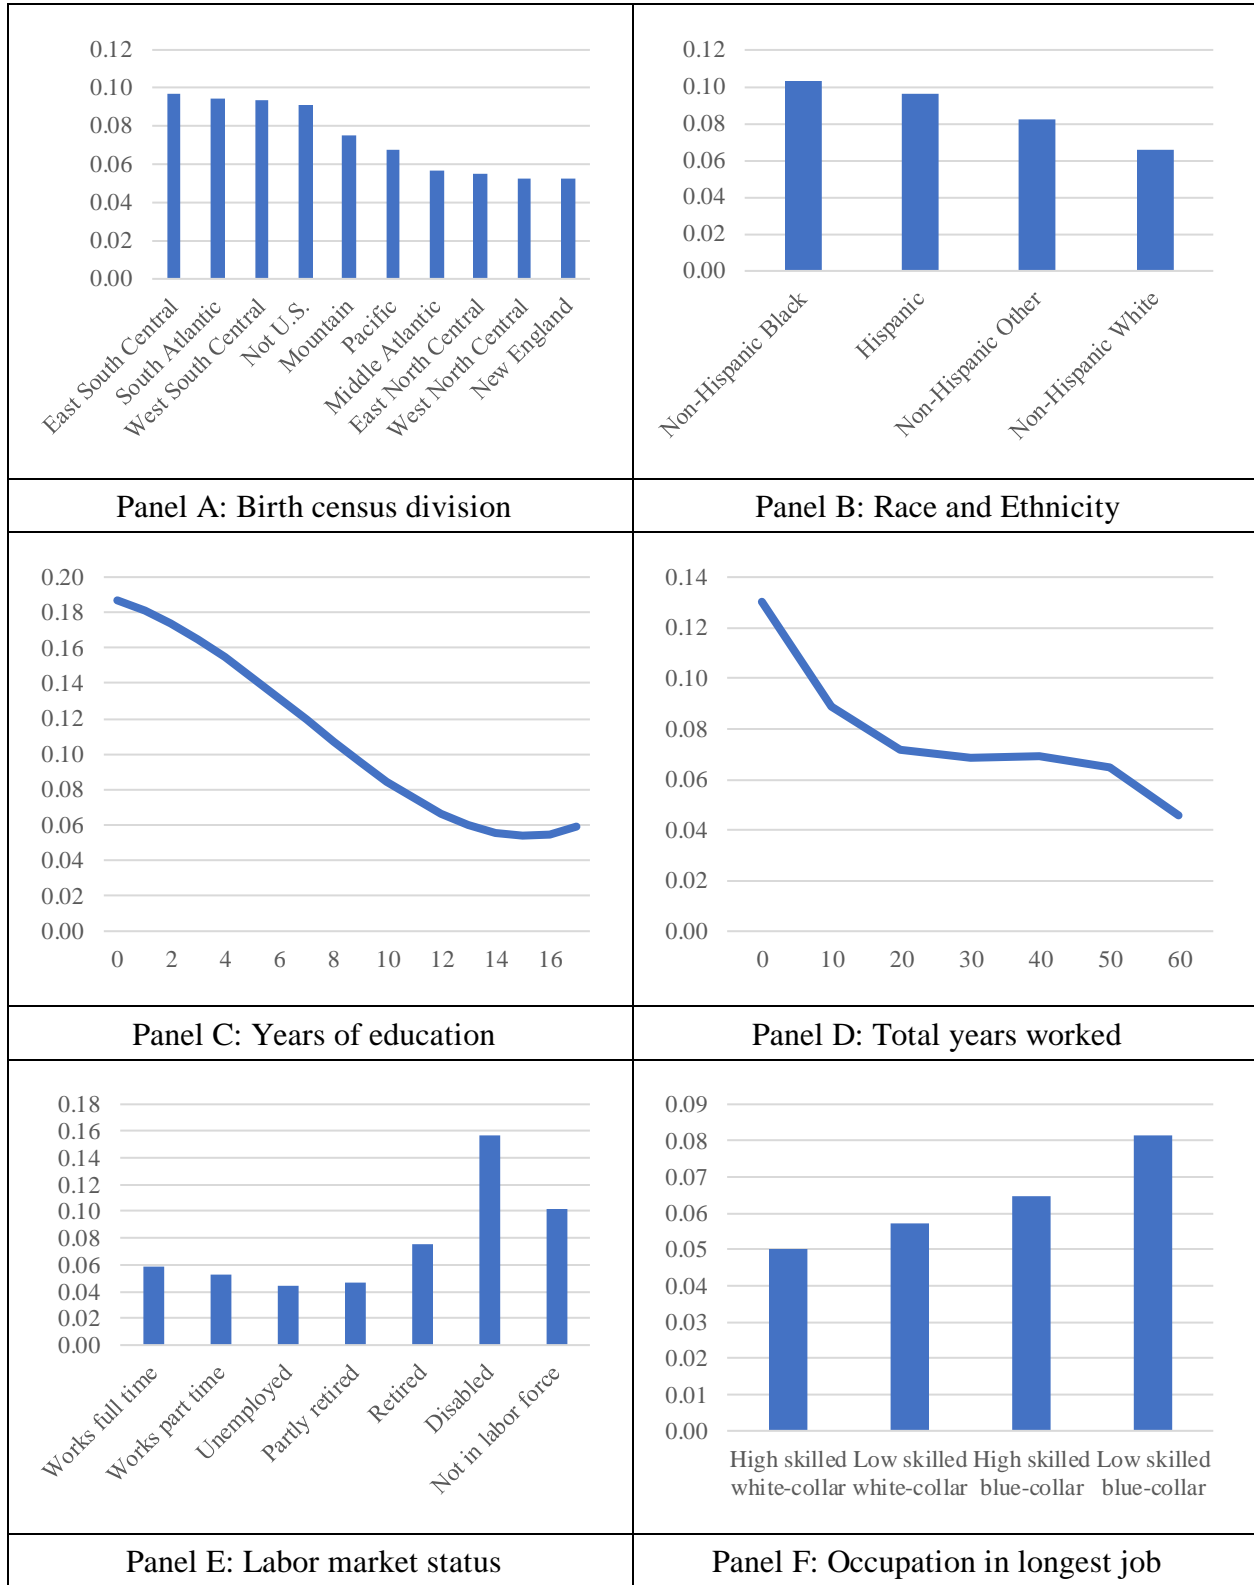 0.12
0.10
0.08
0.06
0.04
0.02
0.00
East South Central
South Atlantic
West South Central
Not U.S.
Mountain
Pacific
Middle Atlantic
East North Central
West North Central
New England
Panel A: Birth census division
0.12
0.10
0.08
0.06
0.04
0.02
0.00
Non-Hispanic Black
Hispanic
Non-Hispanic Other
Non-Hispanic White
Panel B: Race and Ethnicity
0.20
0.18
0.16
0.14
0.12
0.10
0.08
0.06
0.04
0.02
0.00
0 2 4 6 8 10 12 14 16
Panel C: Years of education
0.14
0.12
0.10
0.08
0.06
0.04
0.02
0.00
0 10 20 30 40 50 60
Panel D: Total years worked
0.18
0.16
0.14
0.12
0.10
0.08
0.06
0.04
0.02
0.00
Works full time
Works part time
Unemployed
Partly retired
Retired
Disabled
Not in labor force
Panel E: Labor market status
0.09
0.08
0.07
0.06
0.05
0.04
0.03
0.02
0.01
0.00
High skilled Low skilled High skilled Low skilled
white-collar white-collar blue-collar blue-collar
Panel F: Occupation in longest job